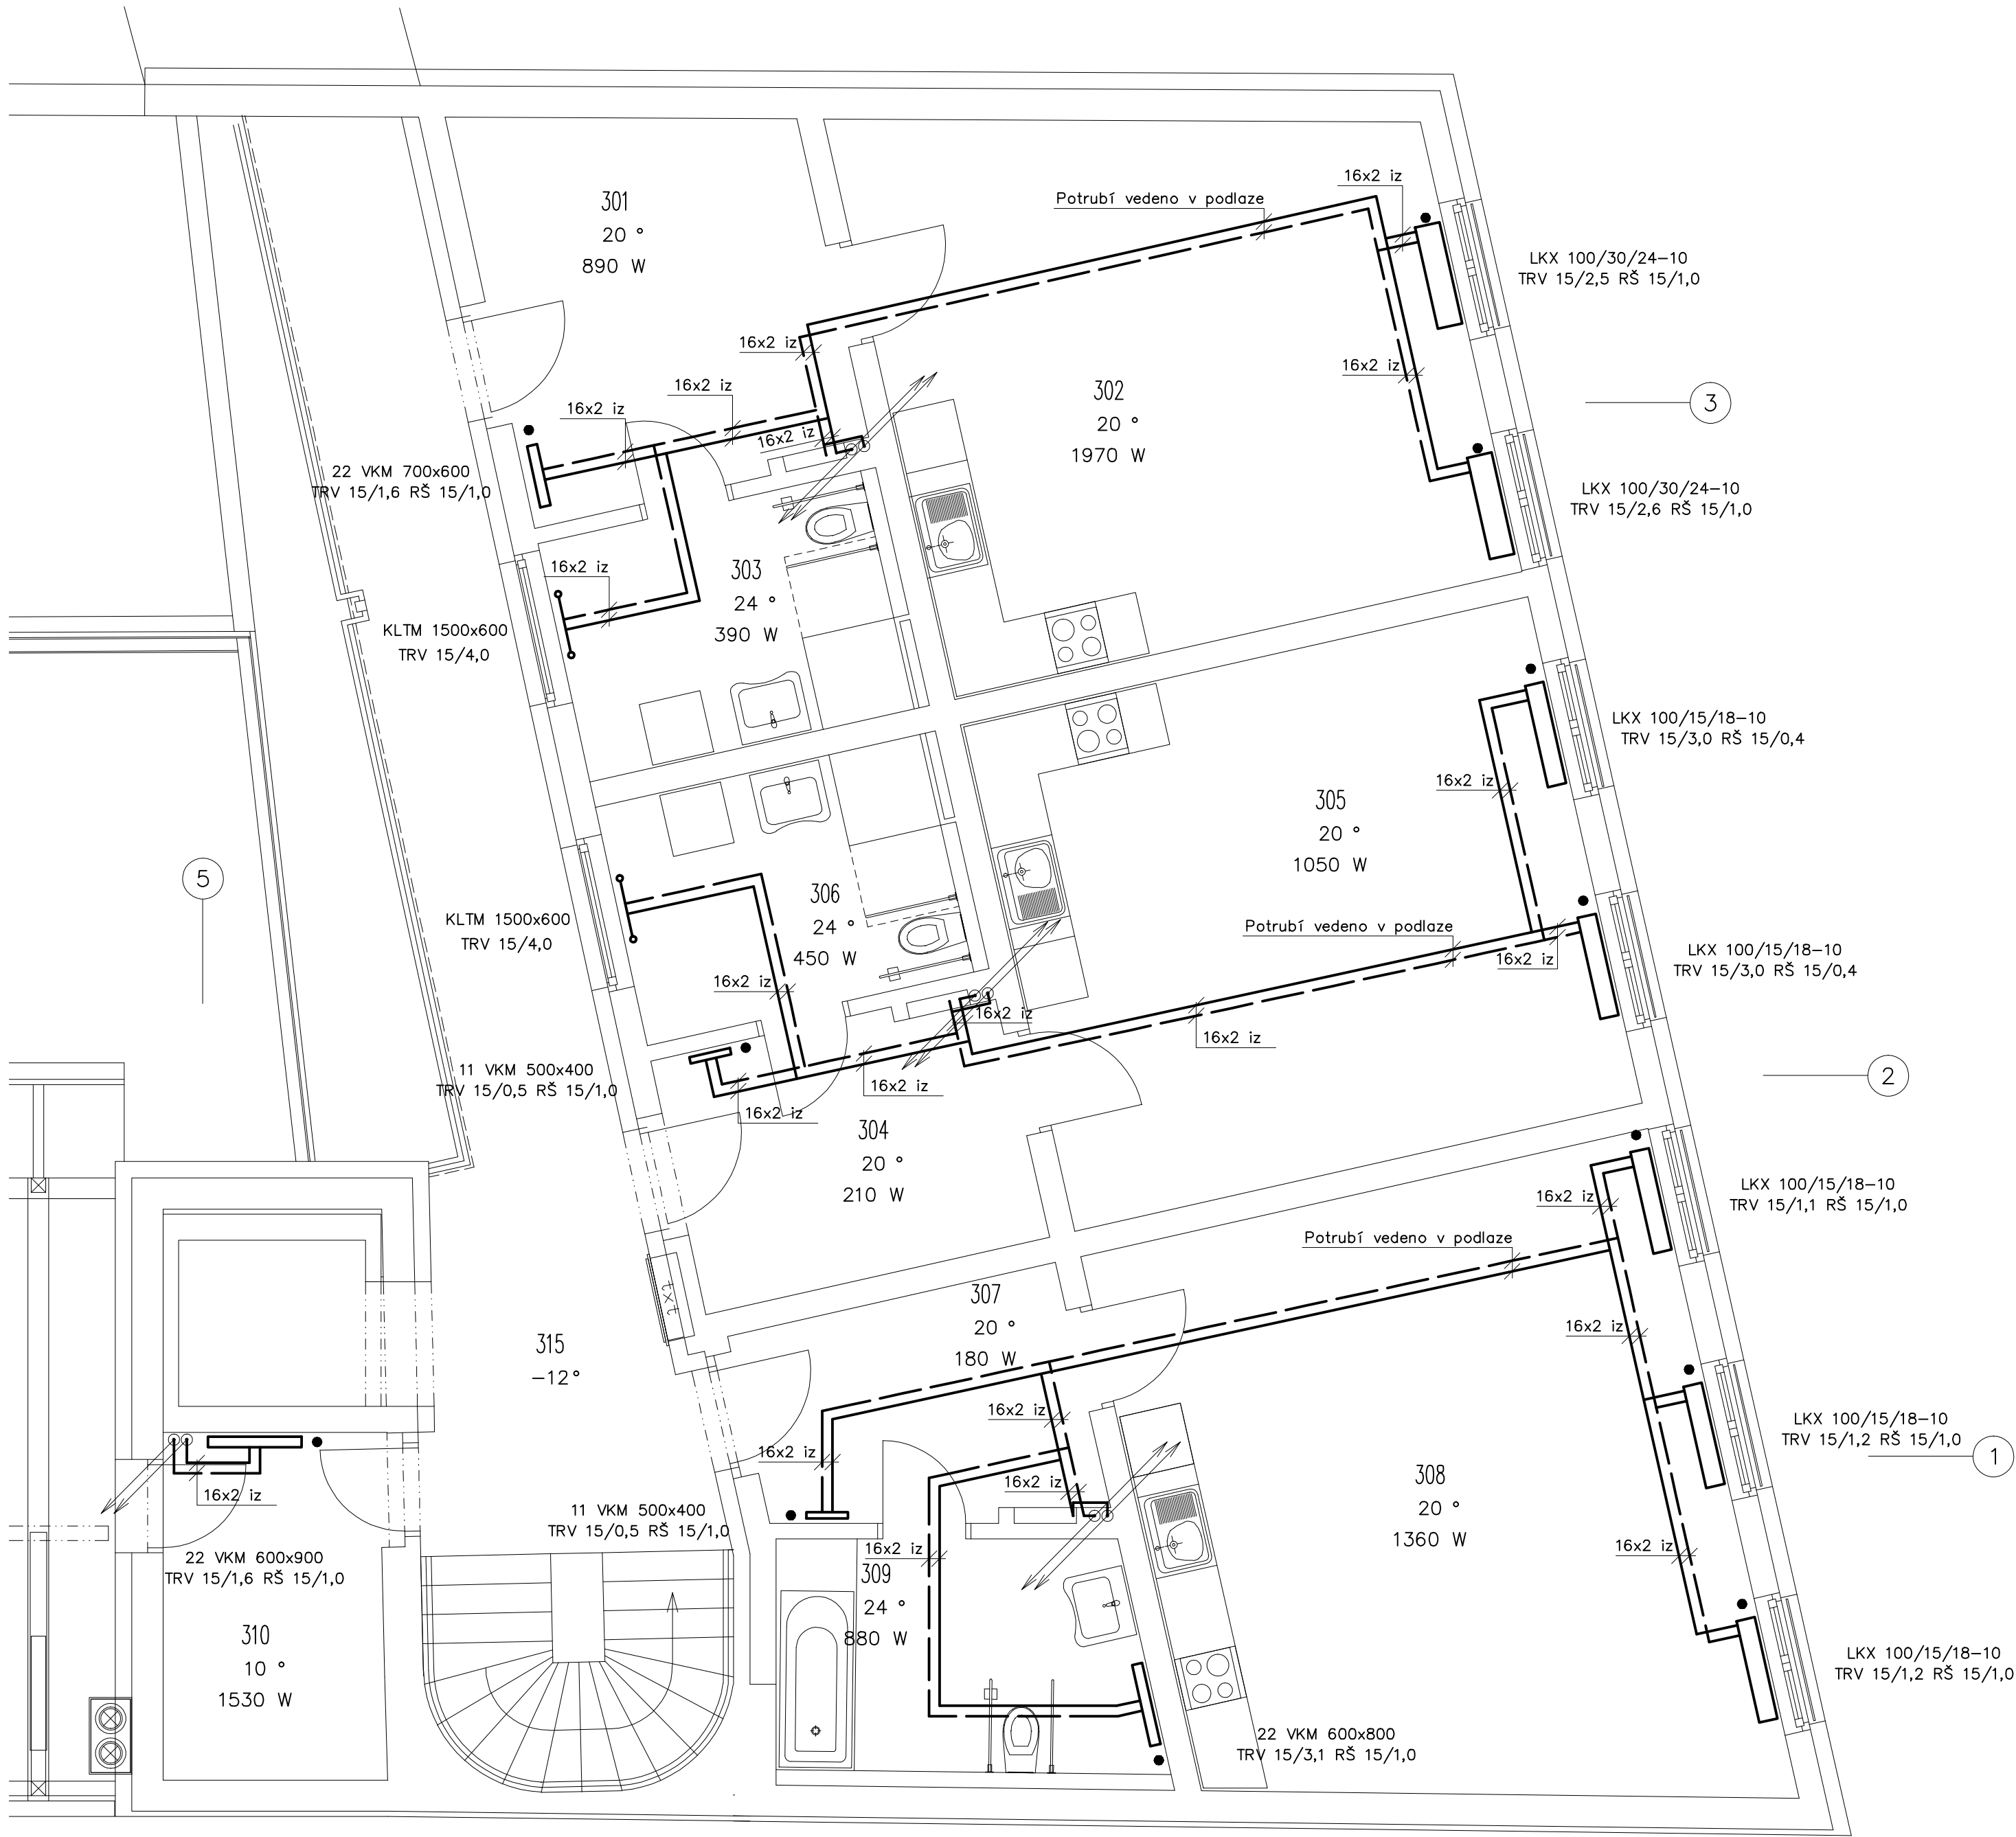 301
20 °
890 W
16x2 iz
Potrubí vedeno v podlaze
LKX 100/30/24-10
TRV 15/2,5 RŠ 15/1,0
16x2 iz
16x2 iz
16x2 iz
16x2 iz
16x2 iz
302
20 °
1970 W
3
22 VKM 700x600
TRV 15/1,6 RŠ 15/1,0
LKX 100/30/24-10
TRV 15/2,6 RŠ 15/1,0
16x2 iz
303
24 °
390 W
KLTM 1500x600
TRV 15/4,0
LKX 100/15/18-10
TRV 15/3,0 RŠ 15/0,4
16x2 iz
305
20 °
1050 W
5
306
24 °
450 W
KLTM 1500x600
TRV 15/4,0
Potrubí vedeno v podlaze
16x2 iz
LKX 100/15/18-10
TRV 15/3,0 RŠ 15/0,4
16x2 iz
16x2 iz
16x2 iz
11 VKM 500x400
TRV 15/0,5 RŠ 15/1,0
16x2 iz
16x2 iz
2
304
20 °
210 W
LKX 100/15/18-10
TRV 15/1,1 RŠ 15/1,0
16x2 iz
Potrubí vedeno v podlaze
307
20 °
180 W
16x2 iz
315
-12°
16x2 iz
LKX 100/15/18-10
TRV 15/1,2 RŠ 15/1,0
1
16x2 iz
16x2 iz
308
20 °
1360 W
16x2 iz
11 VKM 500x400
TRV 15/0,5 RŠ 15/1,0
16x2 iz
16x2 iz
22 VKM 600x900
TRV 15/1,6 RŠ 15/1,0
309
24 °
880 W
310
10 °
1530 W
LKX 100/15/18-10
TRV 15/1,2 RŠ 15/1,0
22 VKM 600x800
TRV 15/3,1 RŠ 15/1,0